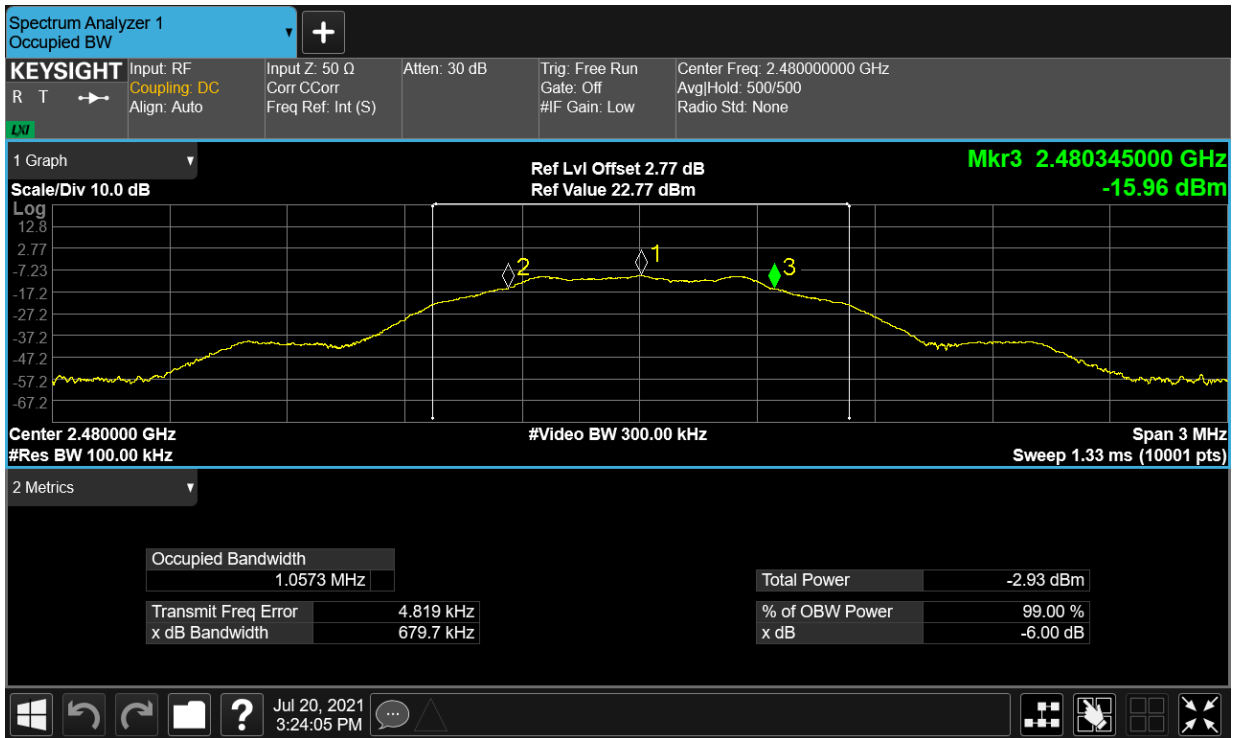 Spectrum Analyzer 1
Occupied BW
+
KEYSIGHT
R T
LXI
Input: RF
Coupling: DC
Align: Auto
Input Z: 50 Ω
Corr CCorr
Freq Ref: Int (S)
Atten: 30 dB
Trig: Free Run
Gate: Off
#IF Gain: Low
Center Freq: 2.480000000 GHz
Avg|Hold: 500/500
Radio Std: None
1 Graph
Scale/Div 10.0 dB
Ref Lvl Offset 2.77 dB
Ref Value 22.77 dBm
Mkr3 2.480345000 GHz
-15.96 dBm
Log
12.8
2.77
-7.23
-17.2
-27.2
-37.2
-47.2
-57.2
-67.2
2
1
3
Center 2.480000 GHz
#Res BW 100.00 kHz
#Video BW 300.00 kHz
Span 3 MHz
Sweep 1.33 ms (10001 pts)
2 Metrics
Occupied Bandwidth
1.0573 MHz
Transmit Freq Error 4.819 kHz
x dB Bandwidth 679.7 kHz
Total Power -2.93 dBm
% of OBW Power 99.00 %
x dB -6.00 dB
?
Jul 20, 2021
3:24:05 PM